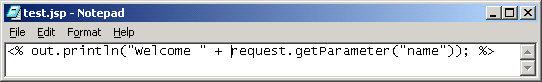 test.jsp - Notepad
File Edit Format Help
<% out.println("Welcome " + request.getParameter("name")); %>